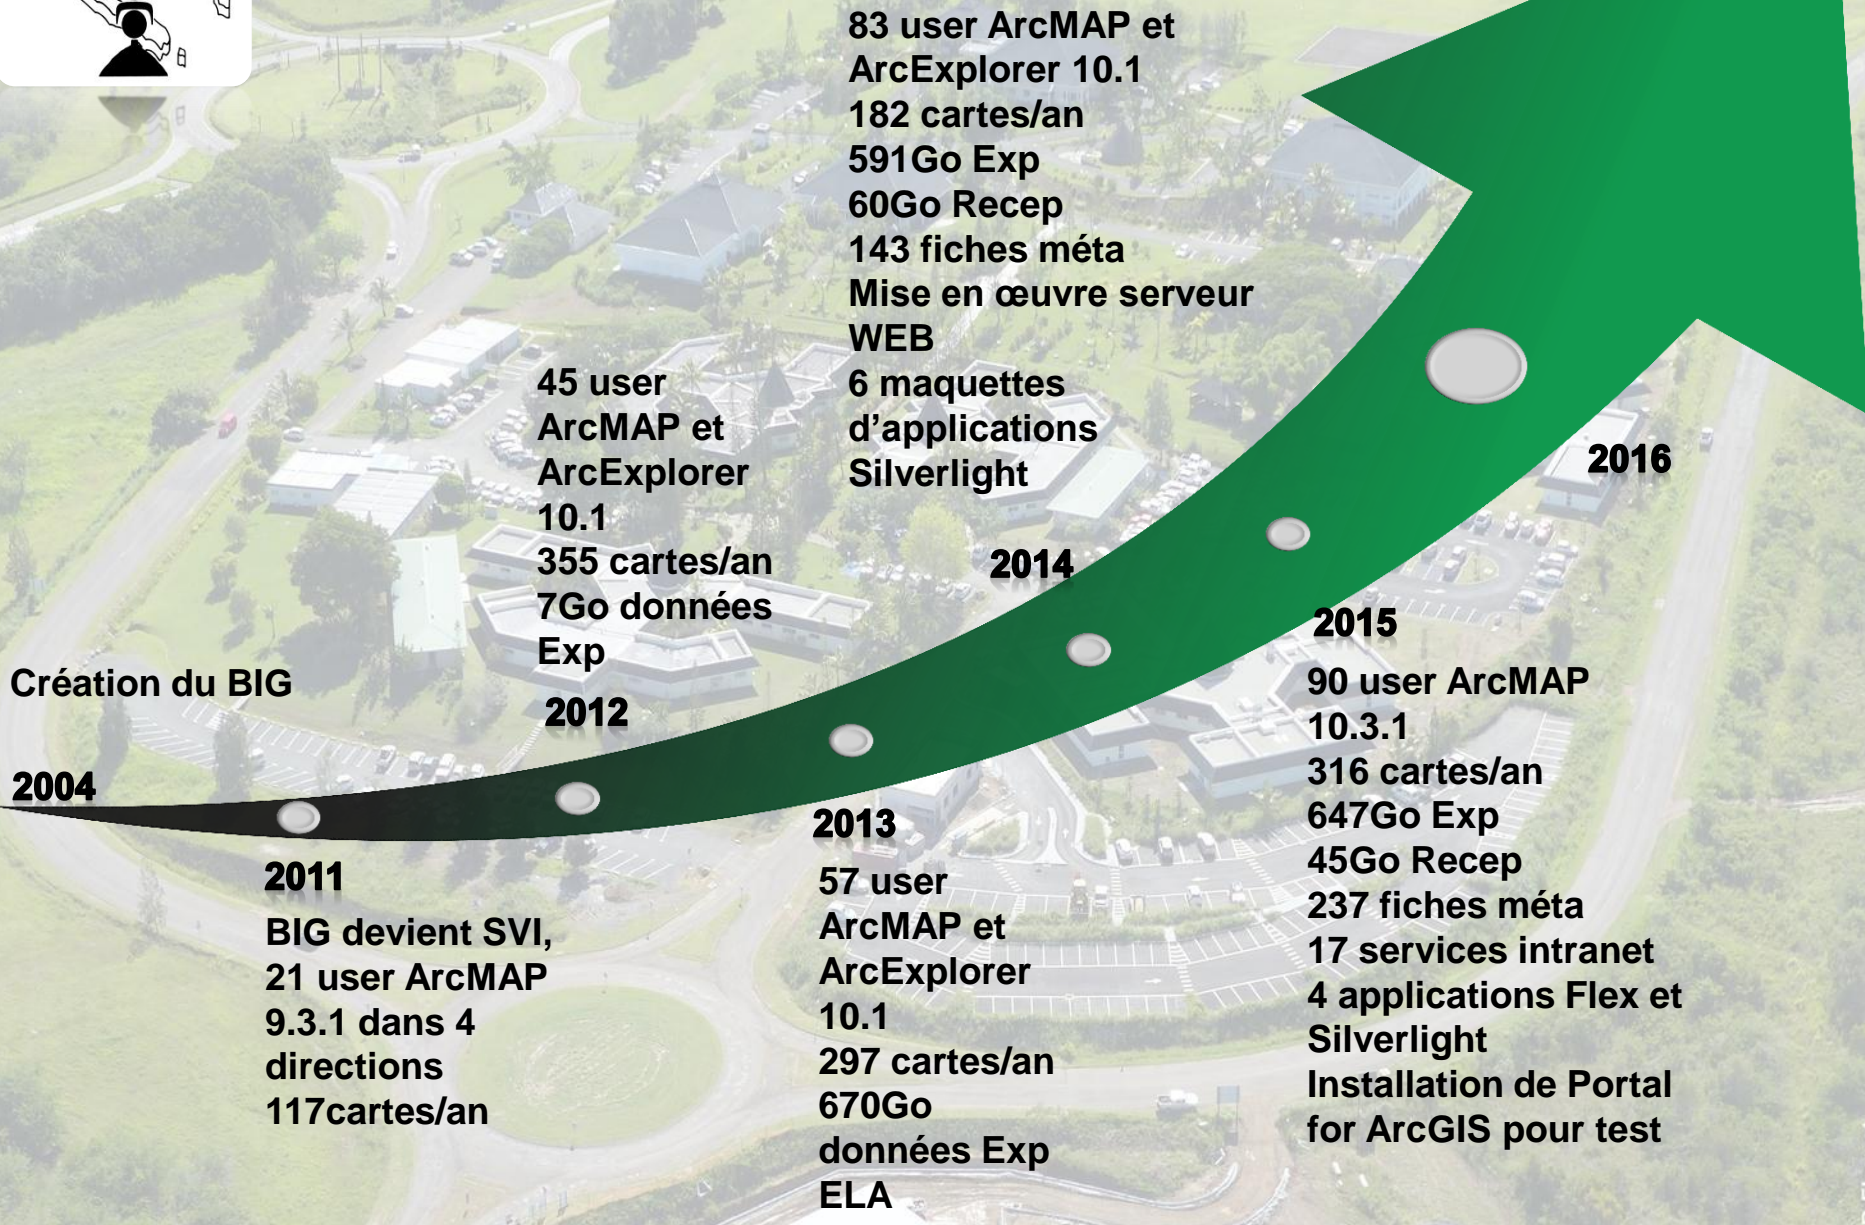 Création du BIG
2004
2011
BIG devient SVI,
21 user ArcMAP
9.3.1 dans 4
directions
117cartes/an
45 user
ArcMAP et
ArcExplorer
10.1
355 cartes/an
7Go données
Exp
2012
2013
57 user
ArcMAP et
ArcExplorer
10.1
297 cartes/an
670Go
données Exp
ELA
83 user ArcMAP et
ArcExplorer 10.1
182 cartes/an
591Go Exp
60Go Recep
143 fiches méta
Mise en œuvre serveur
WEB
6 maquettes
d’applications
Silverlight
2014
2015
90 user ArcMAP
10.3.1
316 cartes/an
647Go Exp
45Go Recep
237 fiches méta
17 services intranet
4 applications Flex et
Silverlight
Installation de Portal
for ArcGIS pour test
2016